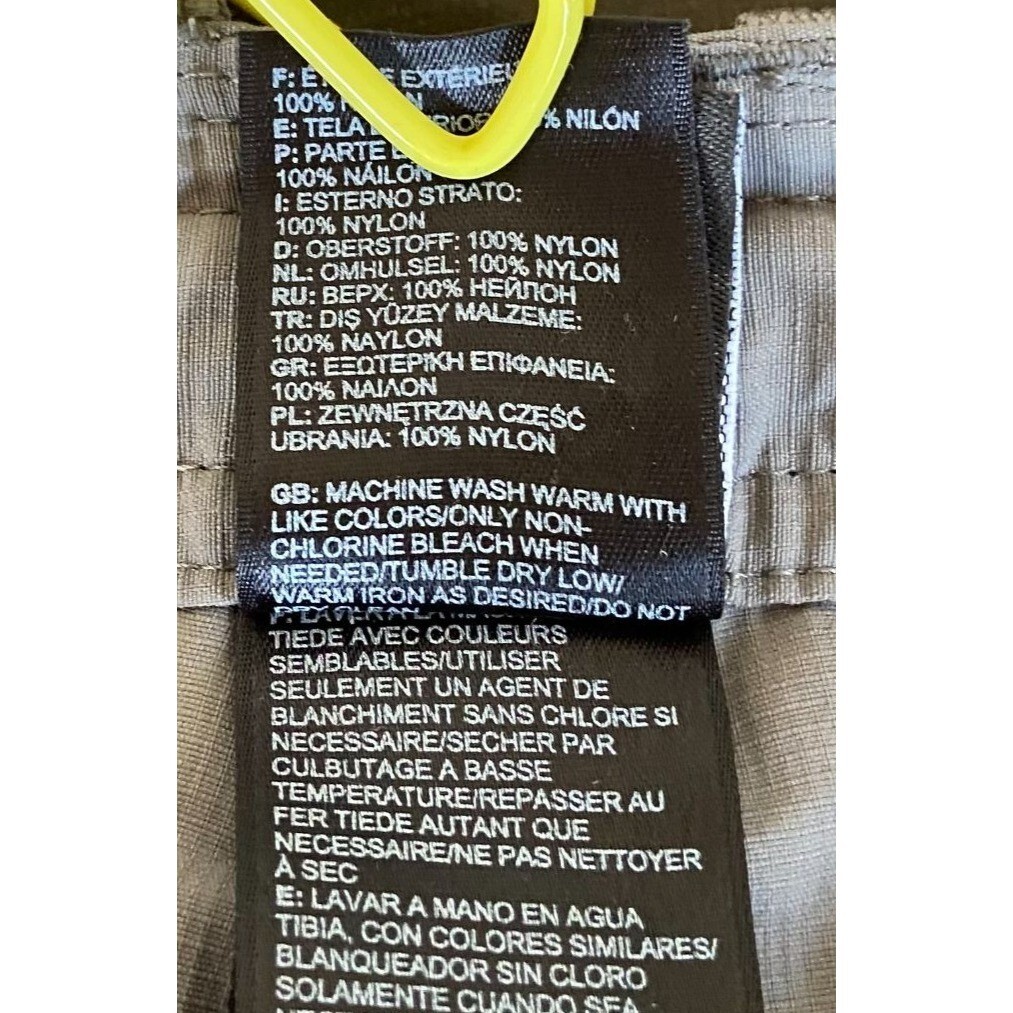 F: EXTÉRIEU
100%
E: TELA % NILÓN
P: PARTE
100% NÁILON
I: ESTERNO STRATO:
100% NYLON
D: OBERSTOFF: 100% NYLON
NL: OMHULSEL: 100% NYLON
RU: ВЕРХ: 100% НЕЙЛОН
TR: DIŞ YÜZEY MALZEME:
100% NAYLON
GR: ΕΞΩΤΕΡΙΚΗ ΕΠΙΦΑΝΕΙΑ:
100% ΝΑΙΛΟΝ
PL: ZEWNĘTRZNA CZĘŚĆ
UBRANIA: 100% NYLON
GB: MACHINE WASH WARM WITH
LIKE COLORS/ONLY NON-
CHLORINE BLEACH WHEN
NEEDED/TUMBLE DRY LOW/
WARM IRON AS DESIRED/DO NOT
TIEDE AVEC COULEURS
SEMBLABLES/UTILISER
SEULEMENT UN AGENT DE
BLANCHIMENT SANS CHLORE SI
NECESSAIRE/SECHER PAR
CULBUTAGE A BASSE
TEMPERATURE/REPASSER AU
FER TIEDE AUTANT QUE
NECESSAIRE/NE PAS NETTOYER
À SEC
E: LAVAR A MANO EN AGUA
TIBIA, CON COLORES SIMILARES/
BLANQUEADOR SIN CLORO
SOLAMENTE CUANDO SEA